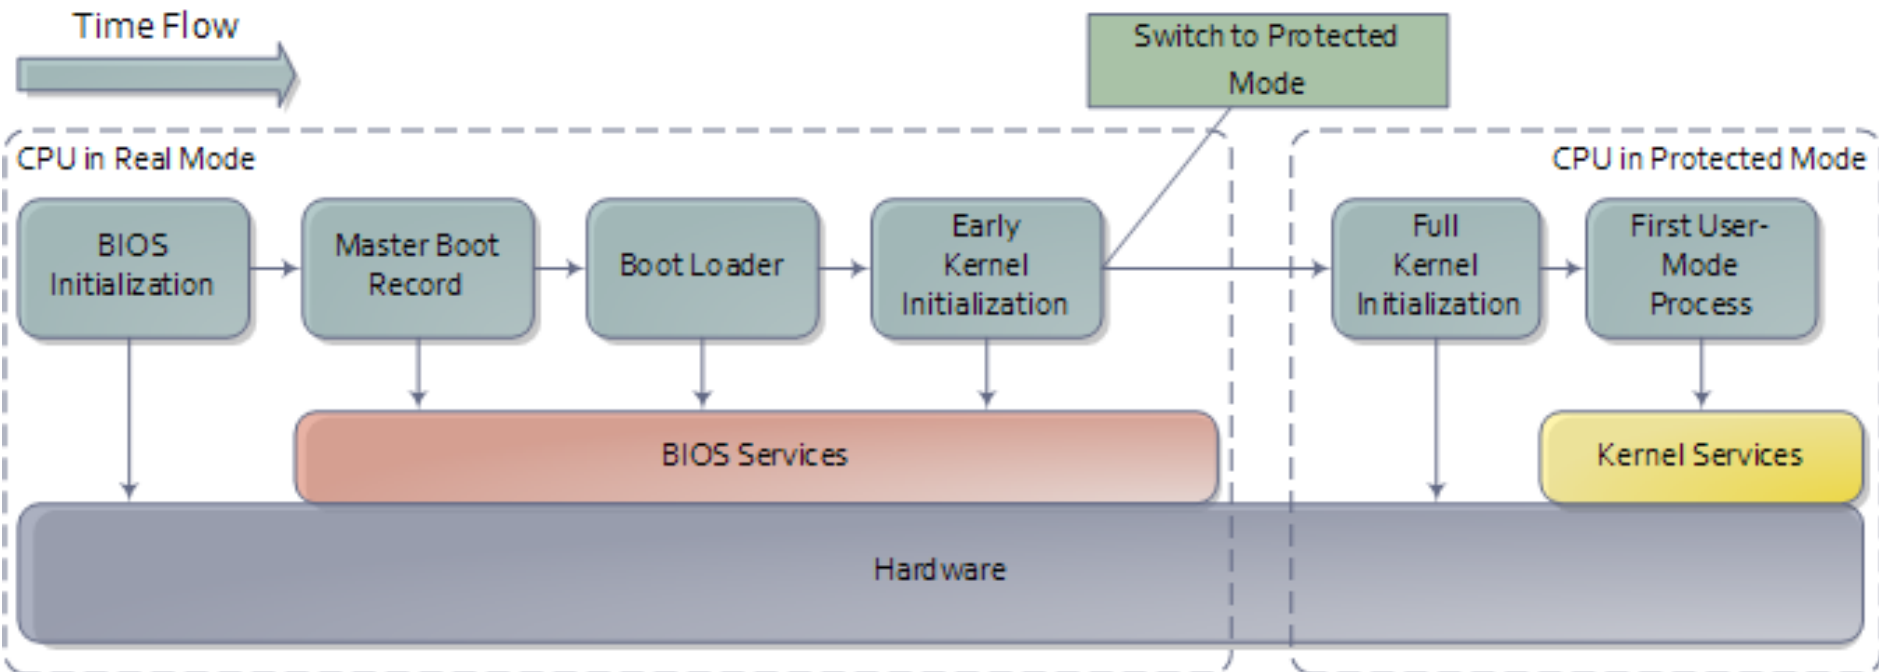 Time Flow
Switch to Protected
Mode
CPU in Real Mode
CPU in Protected Mode
BIOS
Initialization
Master Boot
Record
Boot Loader
Early
Kernel
Initialization
Full
Kernel
Initialization
First User-
Mode
Process
BIOS Services
Kernel Services
Hardware